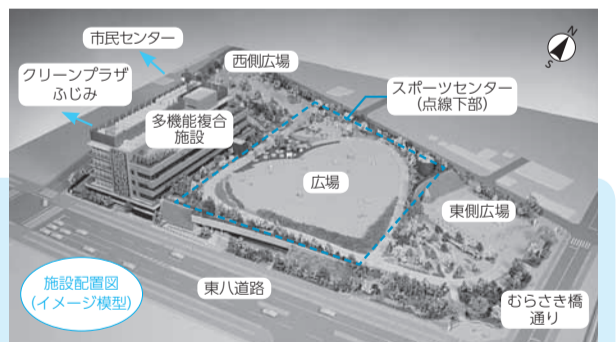 市民センター
西側広場
N
S
クリーンプラザ
ふじみ
スポーツセンター
(点線下部)
多機能複合
施設
広場
東側広場
施設配置図
(イメージ模型)
東八道路
むらさき橋
通り